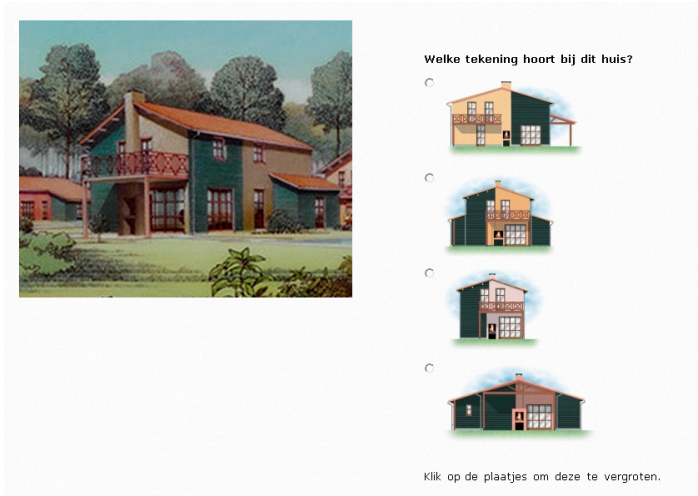 Welke tekening hoort bij dit huis?
Klik op de plaatjes om deze te vergroten.